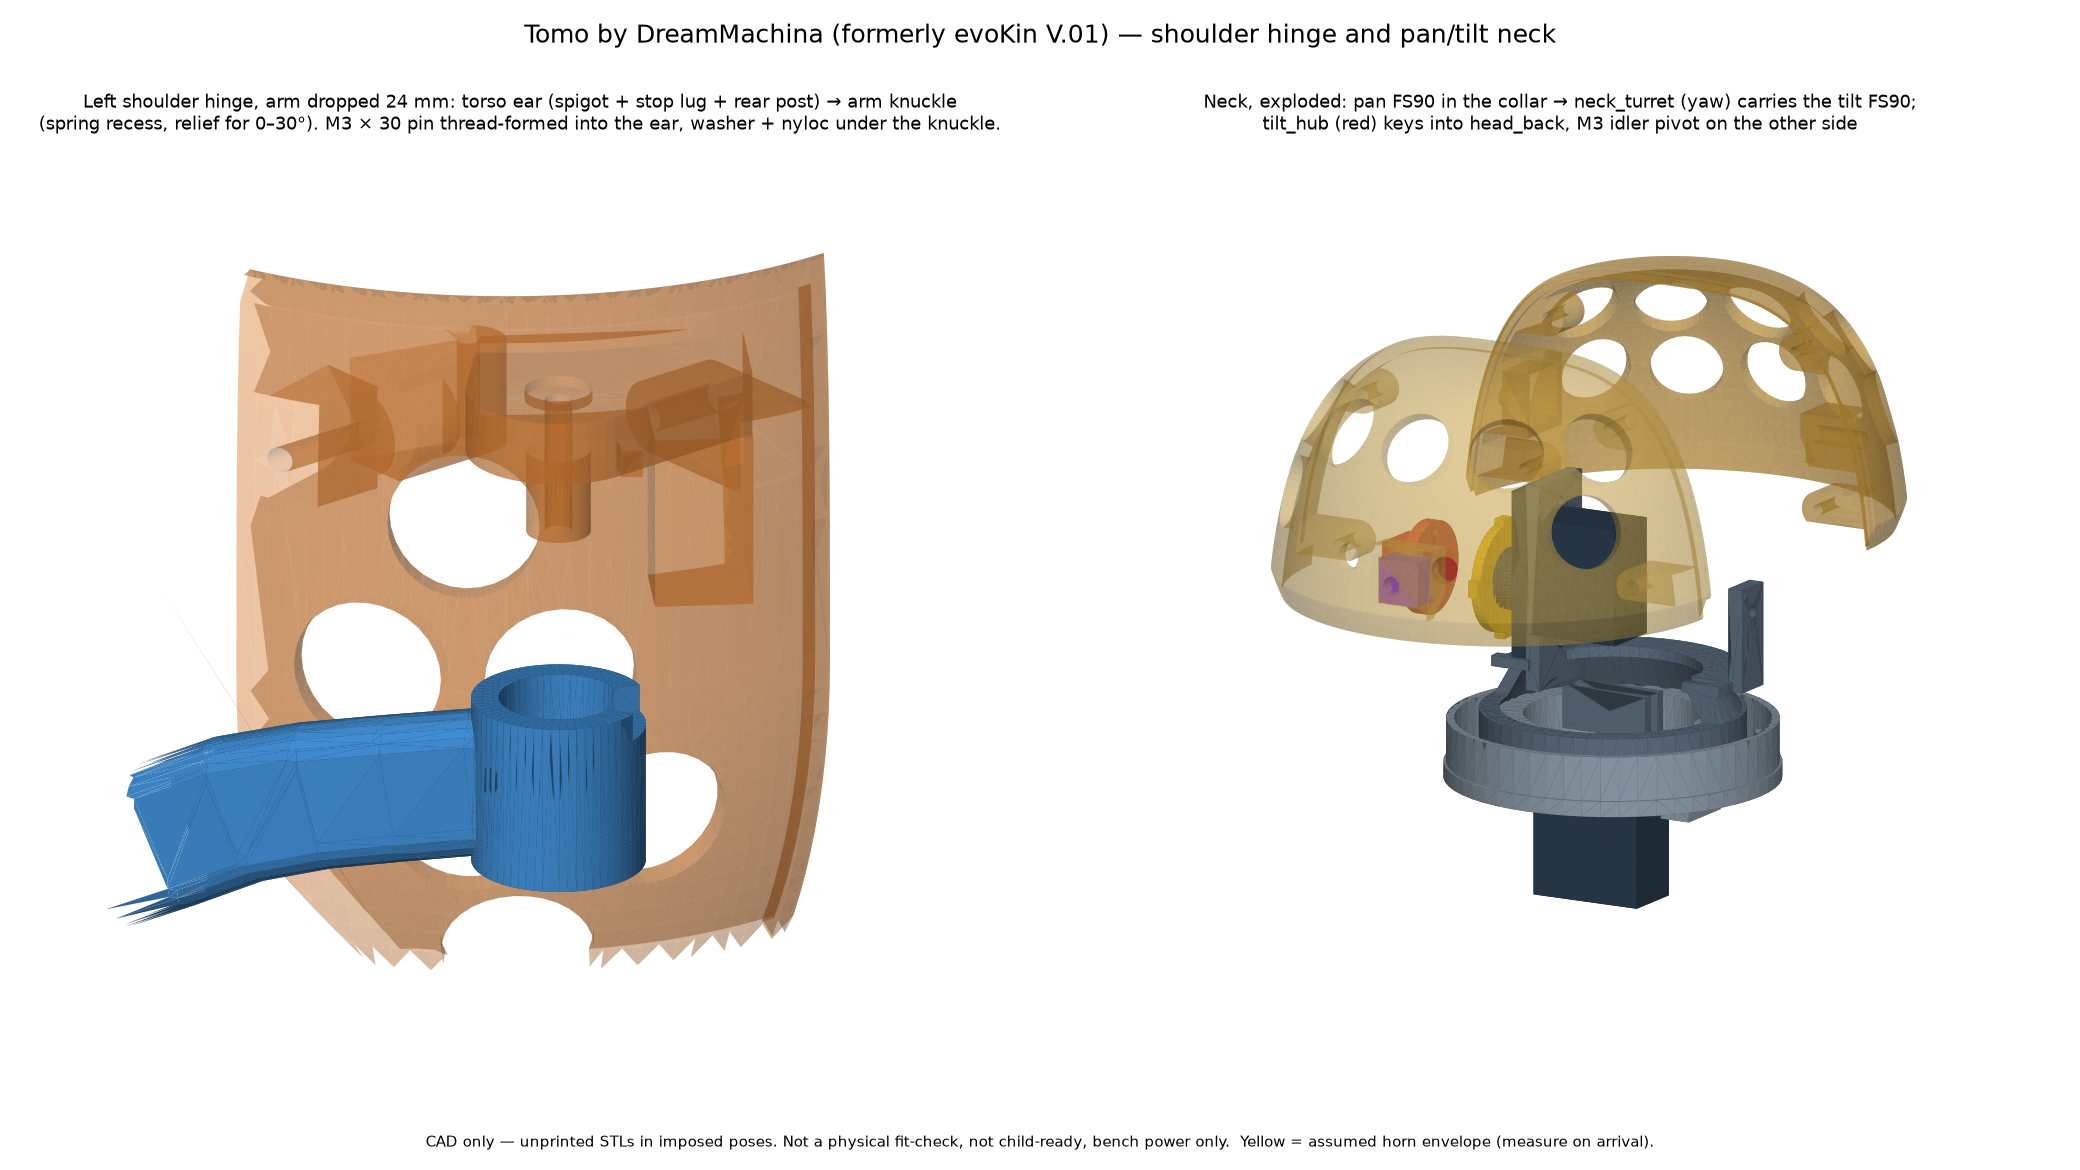 Tomo by DreamMachina (formerly evoKin V.01) — shoulder hinge and pan/tilt neck
Left shoulder hinge, arm dropped 24 mm: torso ear (spigot + stop lug + rear post) → arm knuckle
(spring recess, relief for 0–30°). M3 × 30 pin thread-formed into the ear, washer + nyloc under the knuckle.
Neck, exploded: pan FS90 in the collar → neck_turret (yaw) carries the tilt FS90;
tilt_hub (red) keys into head_back, M3 idler pivot on the other side
CAD only — unprinted STLs in imposed poses. Not a physical fit-check, not child-ready, bench power only.  Yellow = assumed horn envelope (measure on arrival).